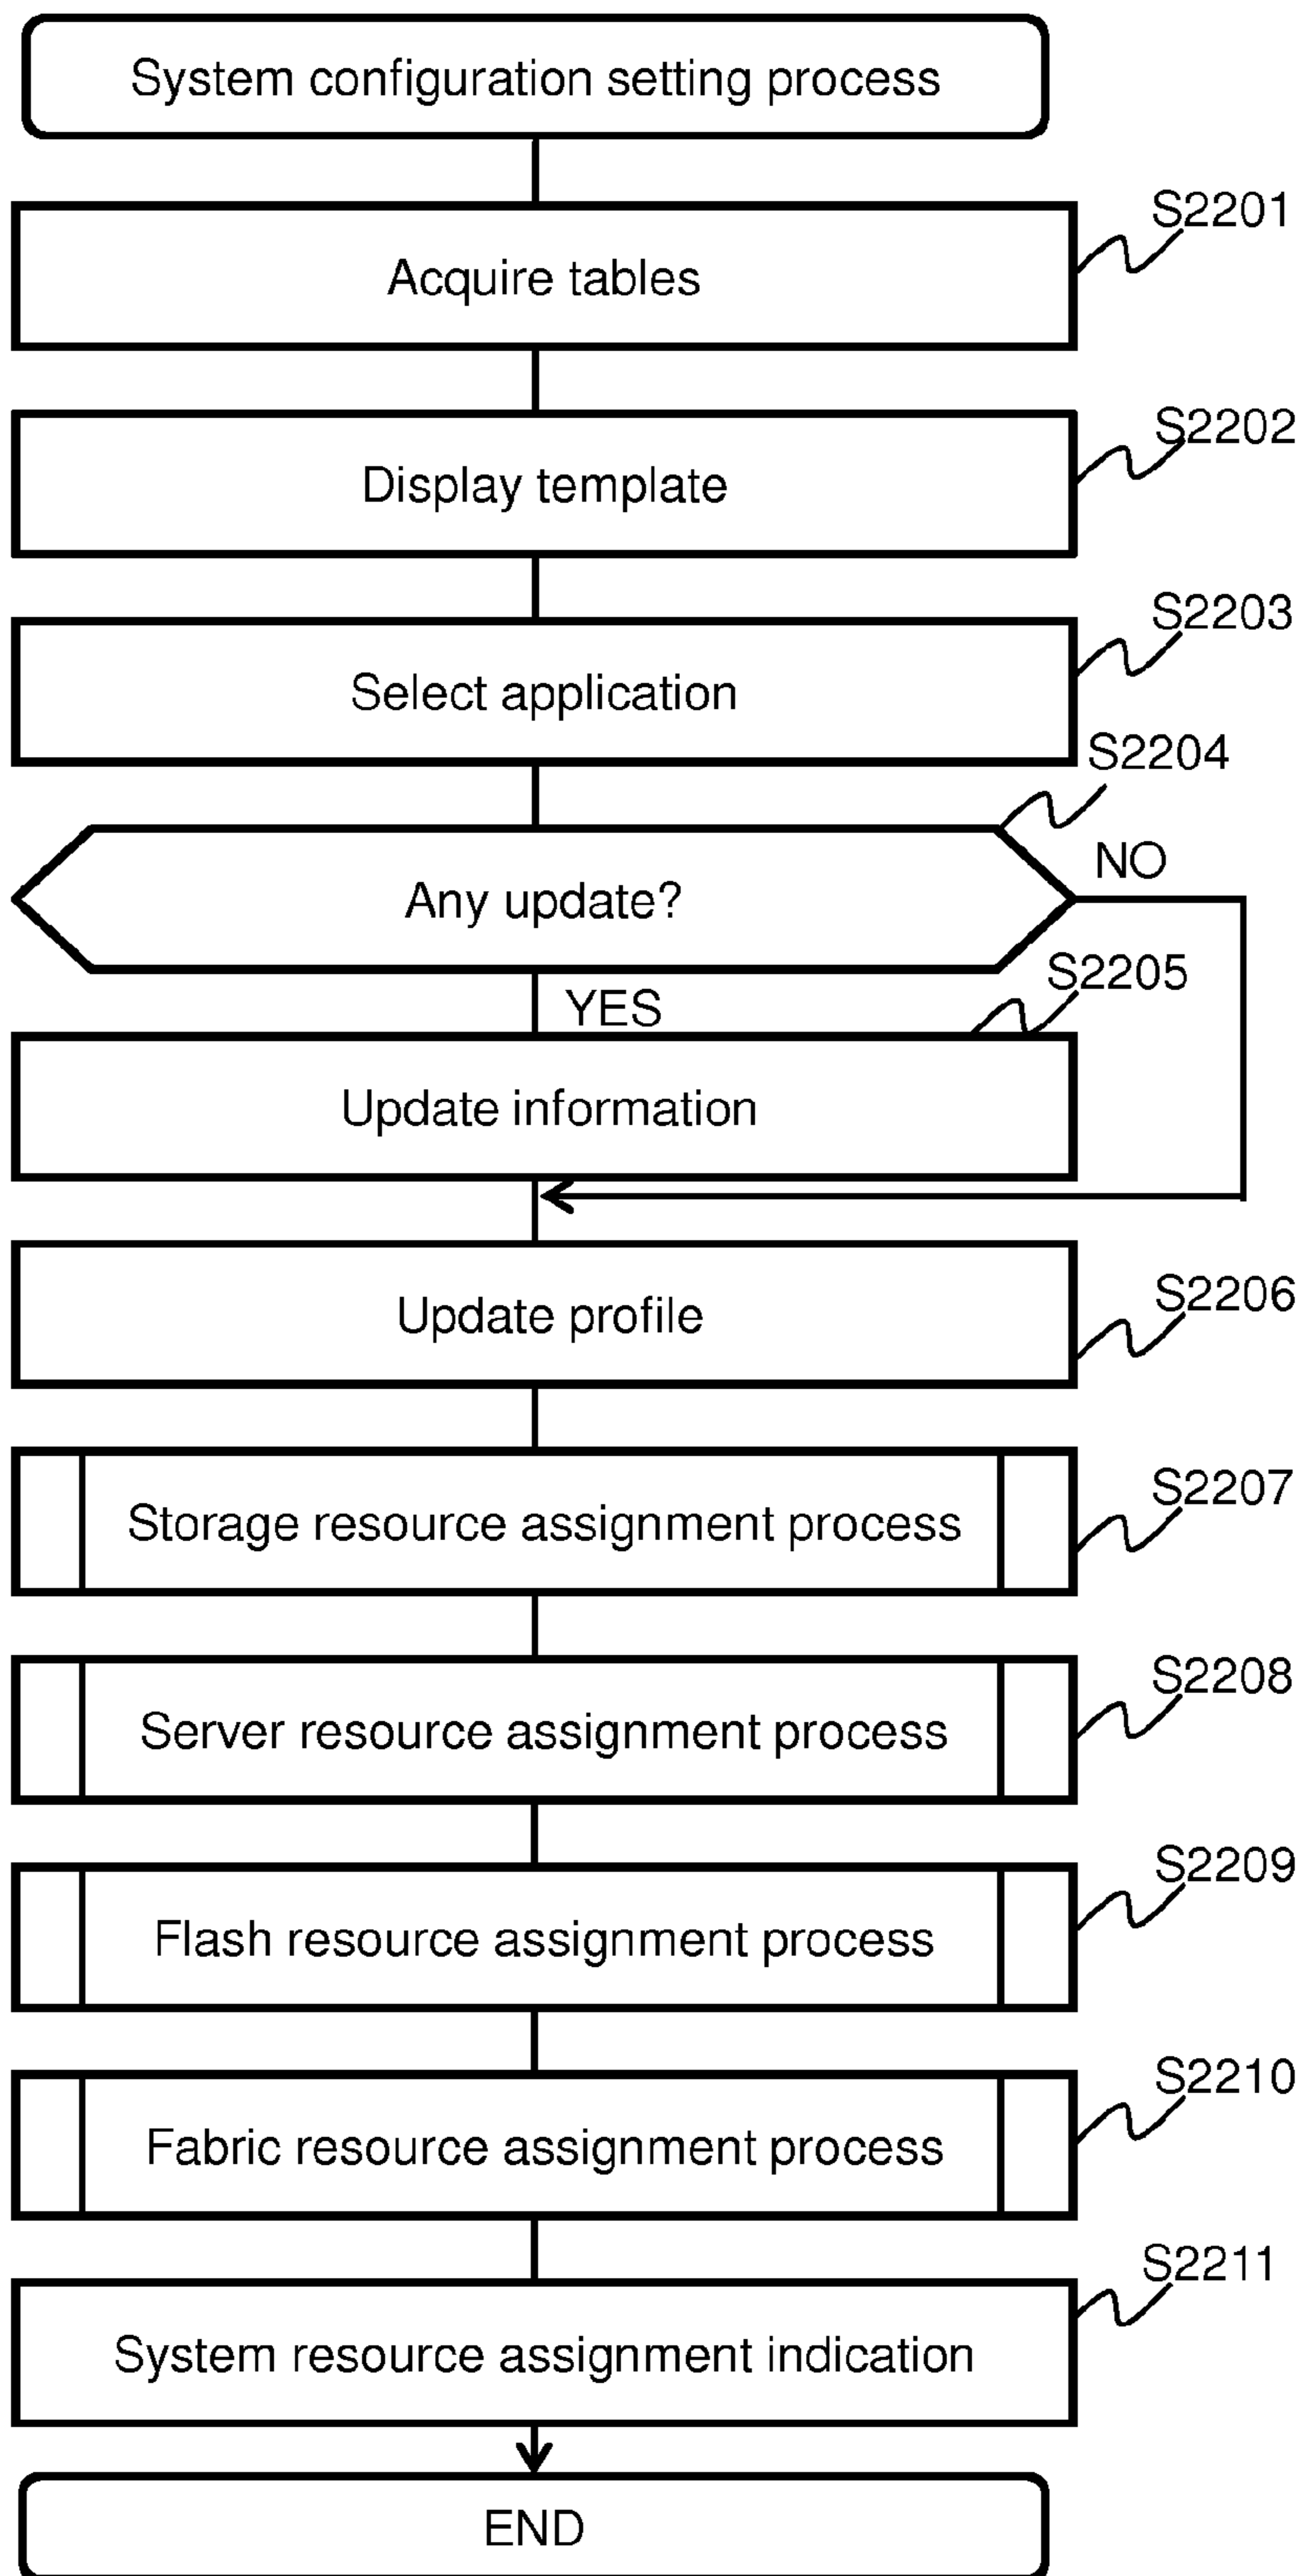 System configuration setting process
S2201
Acquire tables
S2202
Display template
S2203
Select application
S2204
NO
Any update?
S2205
YES
Update information
S2206
Update profile
S2207
Storage resource assignment process
S2208
Server resource assignment process
S2209
Flash resource assignment process
S2210
Fabric resource assignment process
S2211
System resource assignment indication
END